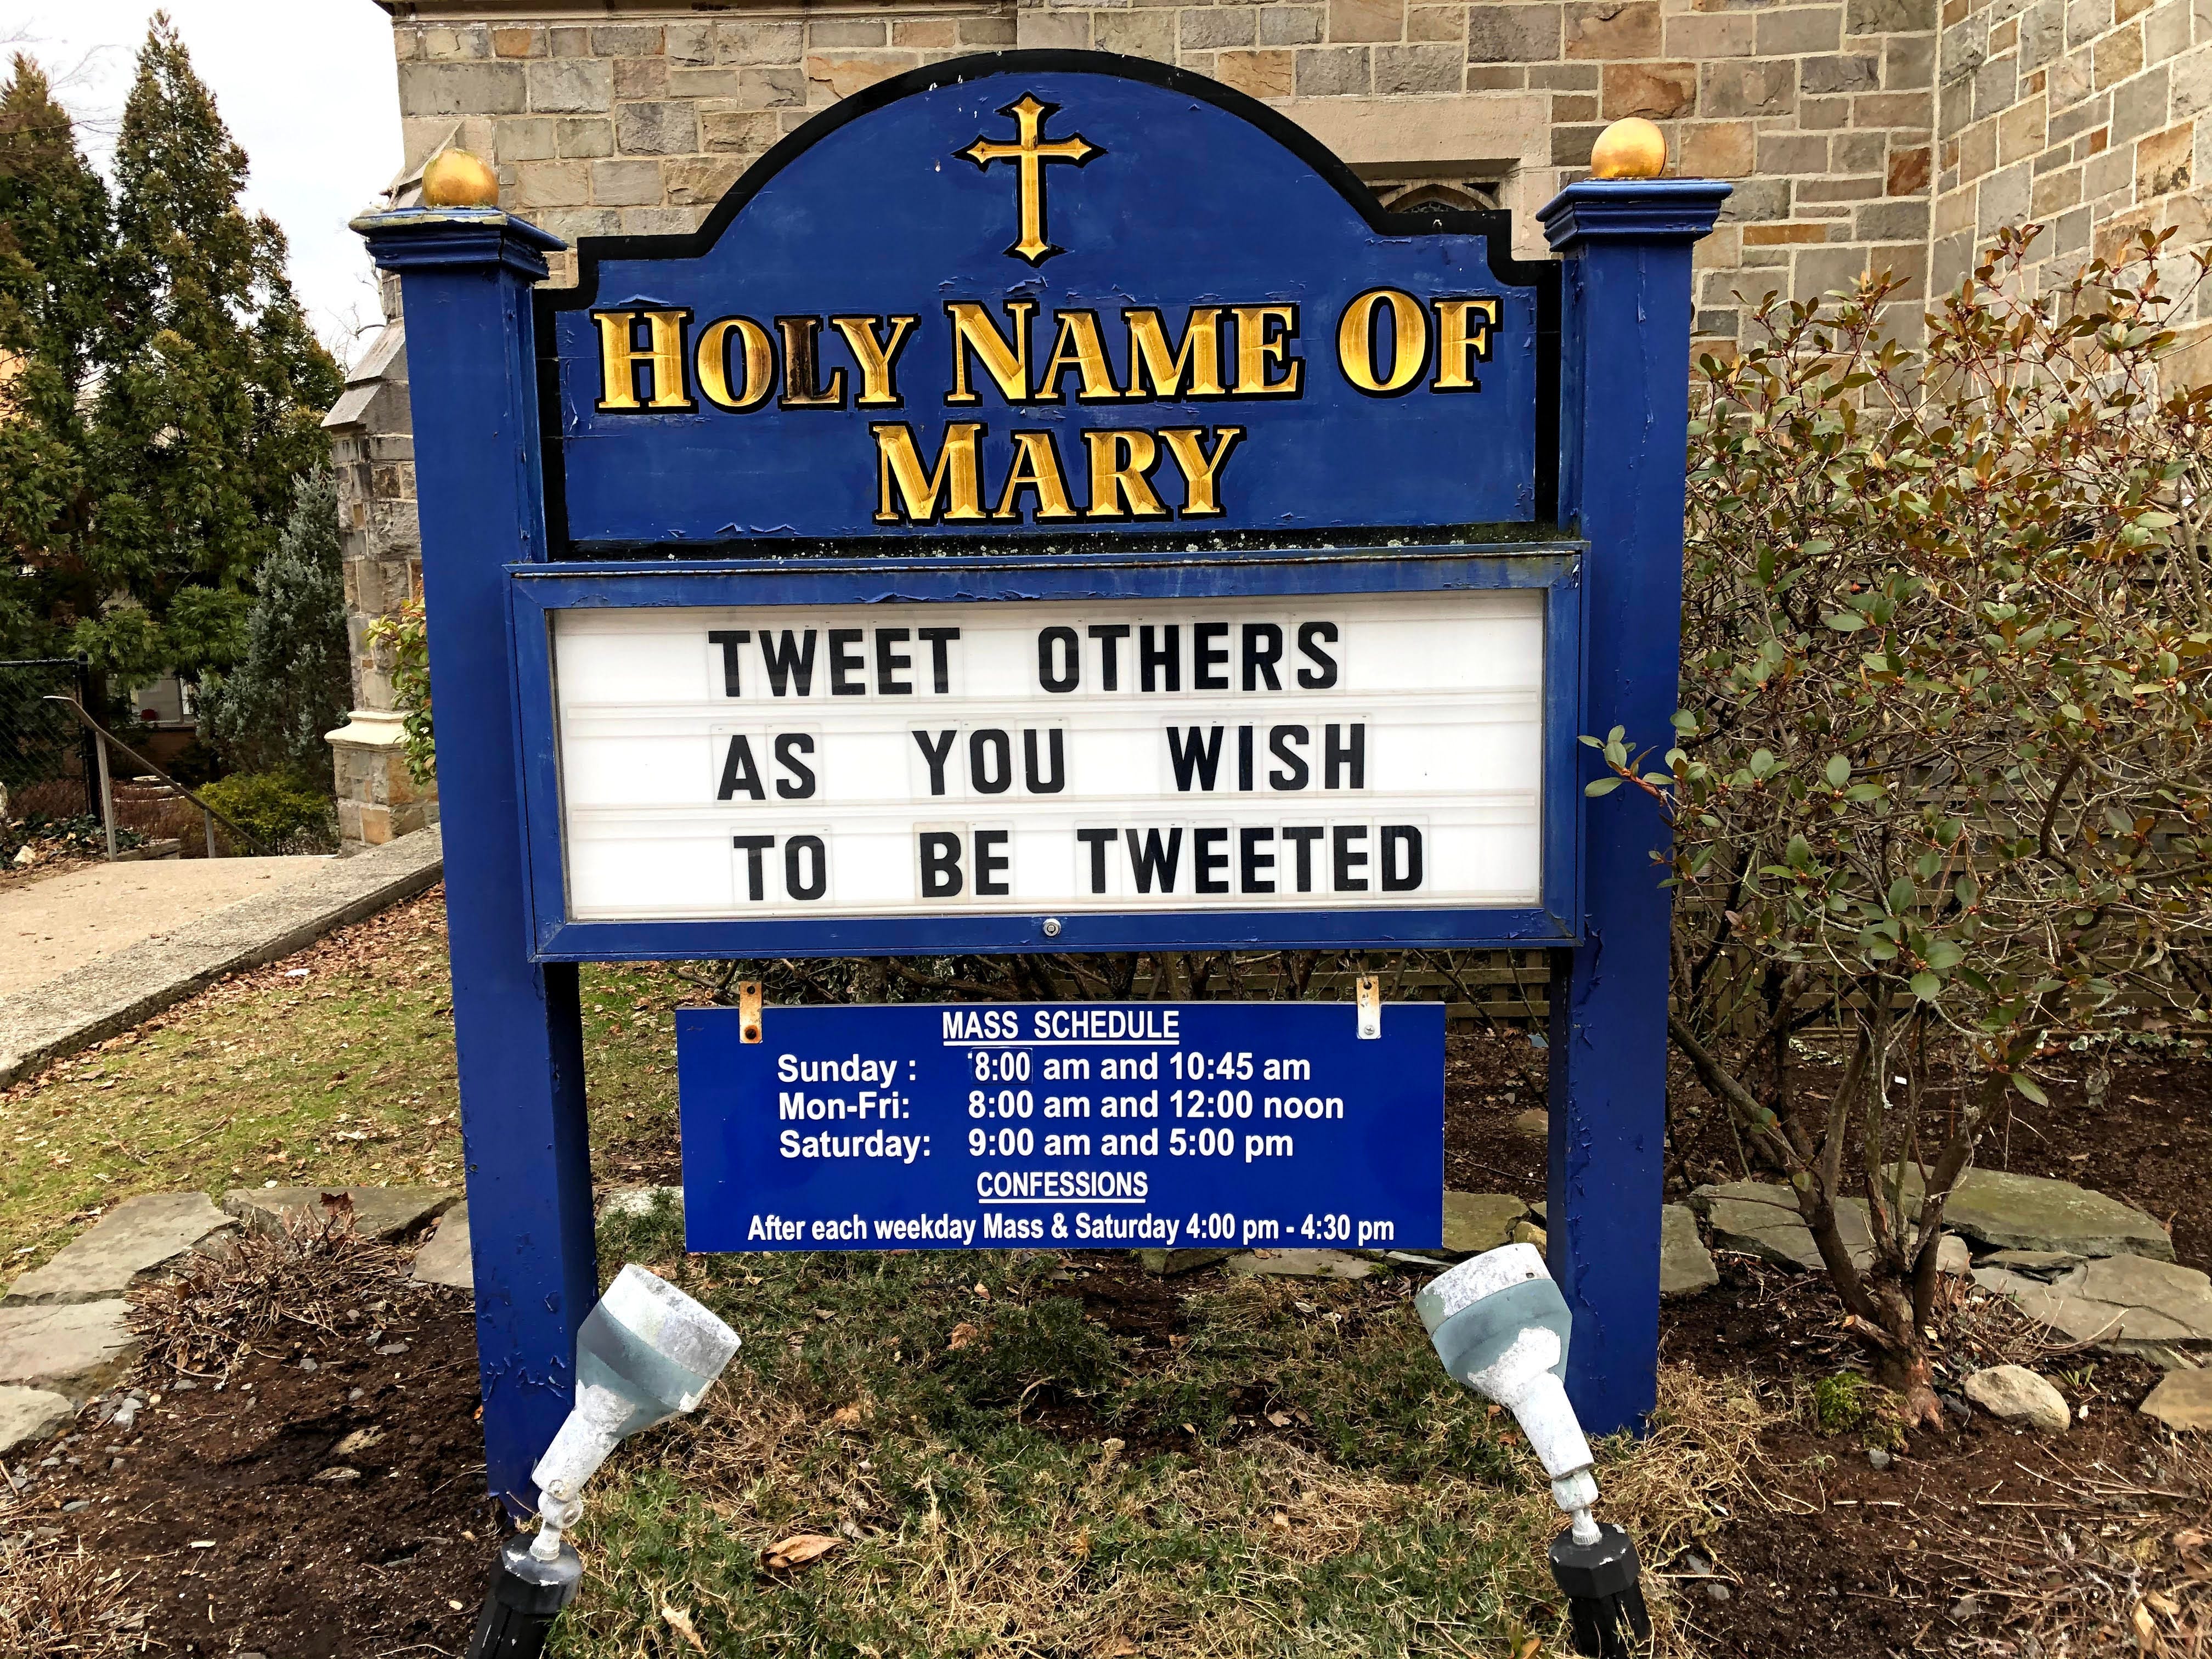 HOLY NAME OF
MARY
TWEET OTHERS
AS YOU WISH
TO BE TWEETED
MASS SCHEDULE
Sunday : 8:00 am and 10:45 am
Mon-Fri: 8:00 am and 12:00 noon
Saturday: 9:00 am and 5:00 pm
CONFESSIONS
After each weekday Mass & Saturday 4:00 pm - 4:30 pm